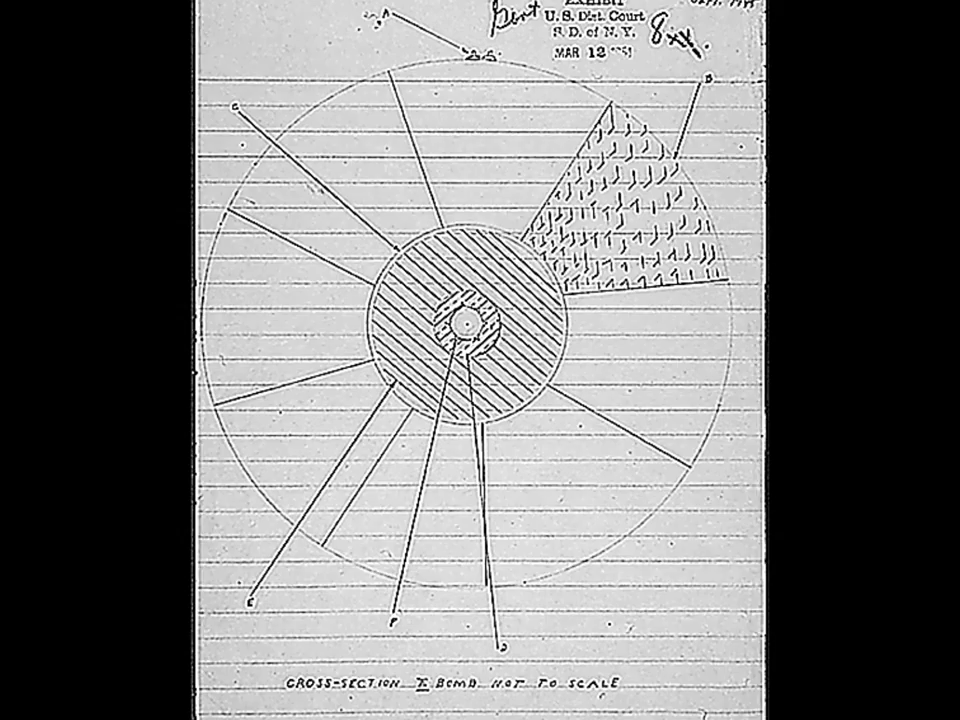 A
EXHIBIT
U. S. Dist. Court
S. D. of N. Y.
MAR 12
B
C
E
F
D
CROSS-SECTION A BOMB NOT TO SCALE